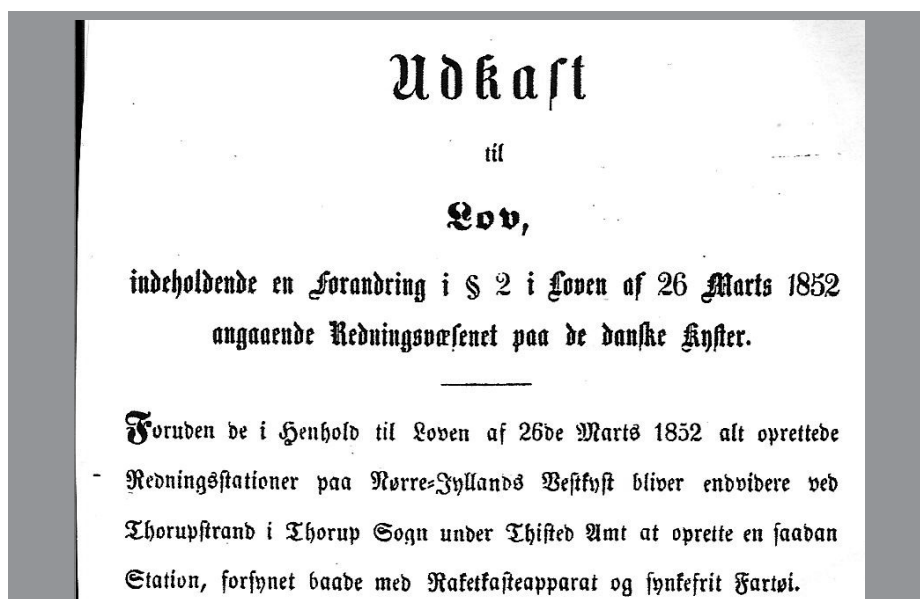 Udkast
til
Lov,
indeholdende en Forandring i § 2 i Loven af 26 Marts 1852
angaaende Redningsvæsenet paa de danske Kyster.
Foruden de i Henhold til Loven af 26de Marts 1852 alt oprettede
Redningsstationer paa Nørre-Jyllands Vestkyst bliver endvidere ved
Thorupstrand i Thorup Sogn under Thisted Amt at oprette en saadan
Station, forsynet baade med Raketkasteapparat og synkefrit Fartøi.